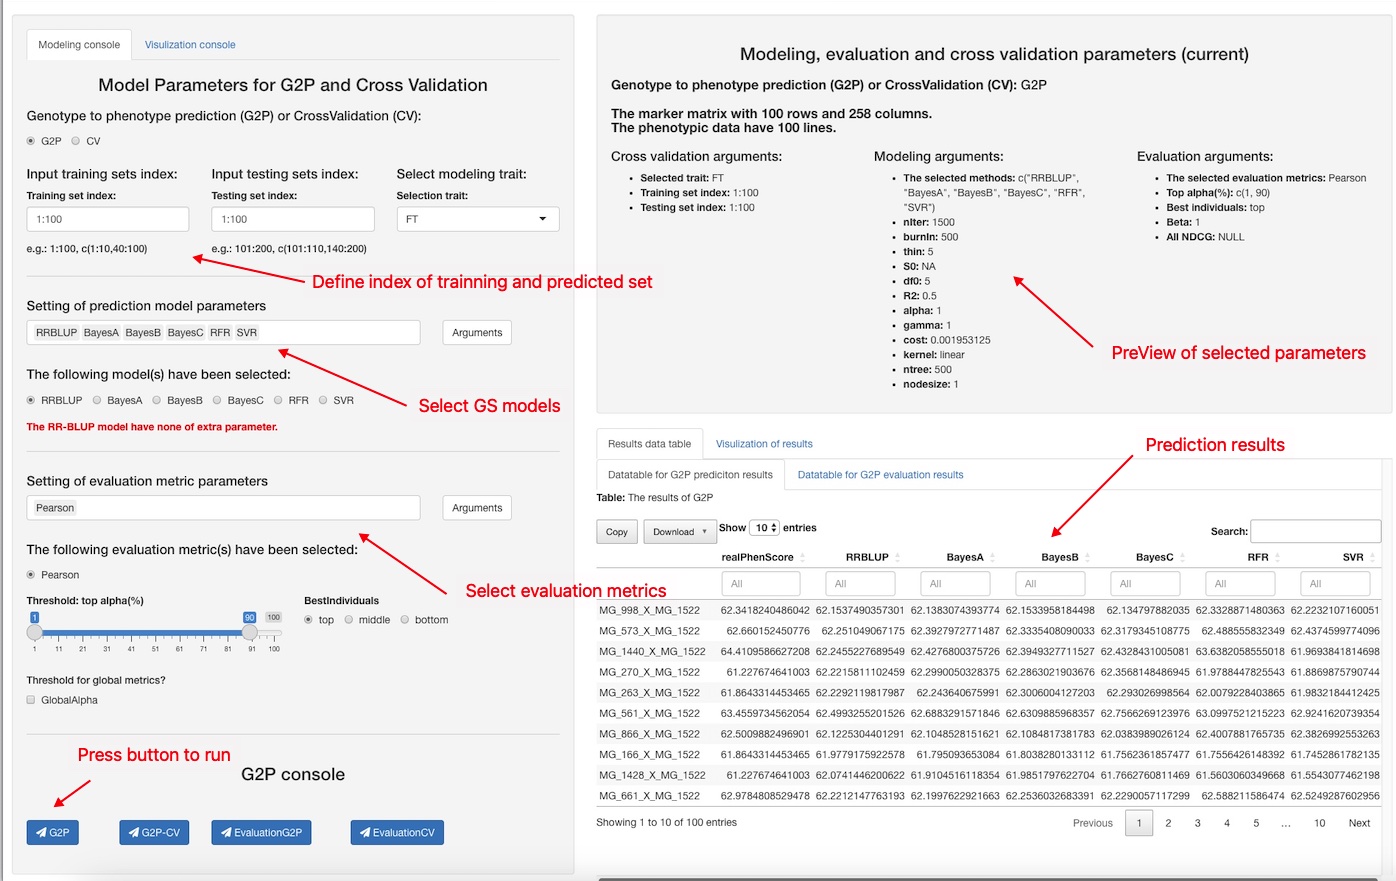 Modeling console
Visulization console
Model Parameters for G2P and Cross Validation
Genotype to phenotype prediction (G2P) or CrossValidation (CV):
G2P CV
Input training sets index: Input testing sets index: Select modeling trait:
Training set index: Testing set index: Selection trait:
1:100 1:100 FT
e.g.: 1:100, c(1:10,40:100) e.g.: 101:200, c(101:110,140:200)
Define index of trainning and predicted set
Setting of prediction model parameters
RRBLUP BayesA BayesB BayesC RFR SVR Arguments
The following model(s) have been selected:
RRBLUP BayesA BayesB BayesC RFR SVR
Select GS models
The RR-BLUP model have none of extra parameter.
Setting of evaluation metric parameters
Pearson Arguments
The following evaluation metric(s) have been selected:
Pearson
Select evaluation metrics
Threshold: top alpha(%) BestIndividuals
1 90 100
top middle bottom
1 11 21 31 41 51 61 71 81 91 100
Threshold for global metrics?
GlobalAlpha
Press button to run
G2P console
G2P G2P-CV EvaluationG2P EvaluationCV
Modeling, evaluation and cross validation parameters (current)
Genotype to phenotype prediction (G2P) or CrossValidation (CV): G2P
The marker matrix with 100 rows and 258 columns.
The phenotypic data have 100 lines.
Cross validation arguments:
Selected trait: FT
Training set index: 1:100
Testing set index: 1:100
Modeling arguments:
The selected methods: c("RRBLUP",
"BayesA", "BayesB", "BayesC", "RFR",
"SVR")
nIter: 1500
burnIn: 500
thin: 5
S0: NA
df0: 5
R2: 0.5
alpha: 1
gamma: 1
cost: 0.001953125
kernel: linear
ntree: 500
nodesize: 1
Evaluation arguments:
The selected evaluation metrics: Pearson
Top alpha(%): c(1, 90)
Best individuals: top
Beta: 1
All NDCG: NULL
PreView of selected parameters
Results data table Visulization of results
Prediction results
Datatable for G2P prediciton results Datatable for G2P evaluation results
Table: The results of G2P
Copy Download Show 10 entries Search:
realPhenScore RRBLUP BayesA BayesB BayesC RFR SVR
All All All All All All All
MG_998_X_MG_1522 62.3418240486042 62.1537490357301 62.1383074393774 62.1533958184498 62.134797882035 62.3328871480363 62.2232107160051
MG_573_X_MG_1522 62.660152450776 62.251049067175 62.3927972771487 62.3335408090033 62.3179345108775 62.488555832349 62.4374599774096
MG_1440_X_MG_1522 64.4109586627208 62.2455227689549 62.4276800375726 62.3949327711527 62.4328431005081 63.6382058555018 61.9693841814698
MG_270_X_MG_1522 61.227674641003 62.2215811102459 62.2990050328375 62.2863021903676 62.3568148486945 61.9788447825543 61.8869875790744
MG_263_X_MG_1522 61.8643314453465 62.2292119817987 62.243640675991 62.3006004127203 62.293026998564 62.0079228403865 61.9832184412425
MG_561_X_MG_1522 63.4559734562054 62.4993255201526 62.6883291571846 62.6309885968357 62.7566269123976 63.0997521215223 62.9241620739354
MG_866_X_MG_1522 62.5009882496901 62.1225304401291 62.1048528151621 62.1084817381783 62.0383989026124 62.4007881765735 62.3826992553263
MG_166_X_MG_1522 61.8643314453465 61.9779175922578 61.795093653084 61.8038280133112 61.7562361857477 61.7556426148392 61.7452861782135
MG_1428_X_MG_1522 61.227674641003 62.0741446200622 61.9104516118354 61.9851797622704 61.7662760811469 61.5603060349668 61.5543077462198
MG_661_X_MG_1522 62.9784808529478 62.2212147763193 62.1997622921663 62.2536032683391 62.2290057117299 62.588211586474 62.5249287602956
Showing 1 to 10 of 100 entries Previous 1 2 3 4 5 ... 10 Next